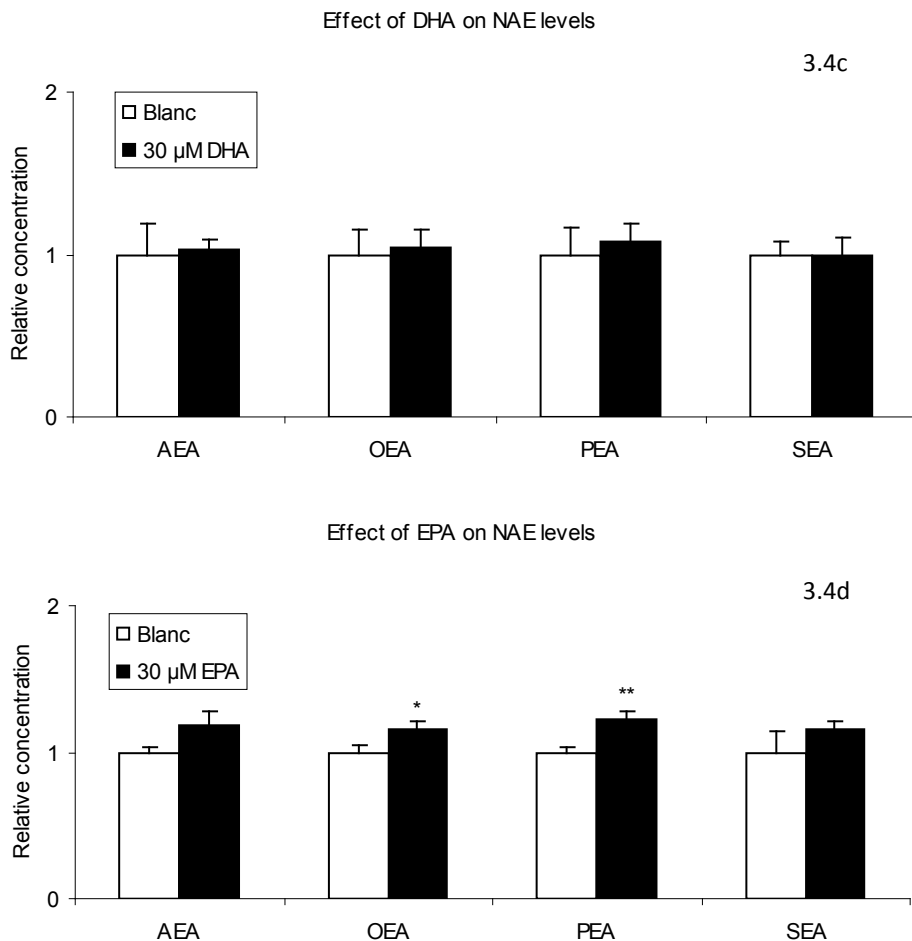 Effect of DHA on NAE levels
3.4c
2
Blanc
30 µM DHA
Relative concentration
1
0
AEA OEA PEA SEA
Effect of EPA on NAE levels
3.4d
2
Blanc
30 µM EPA
* **
Relative concentration
1
0
AEA OEA PEA SEA